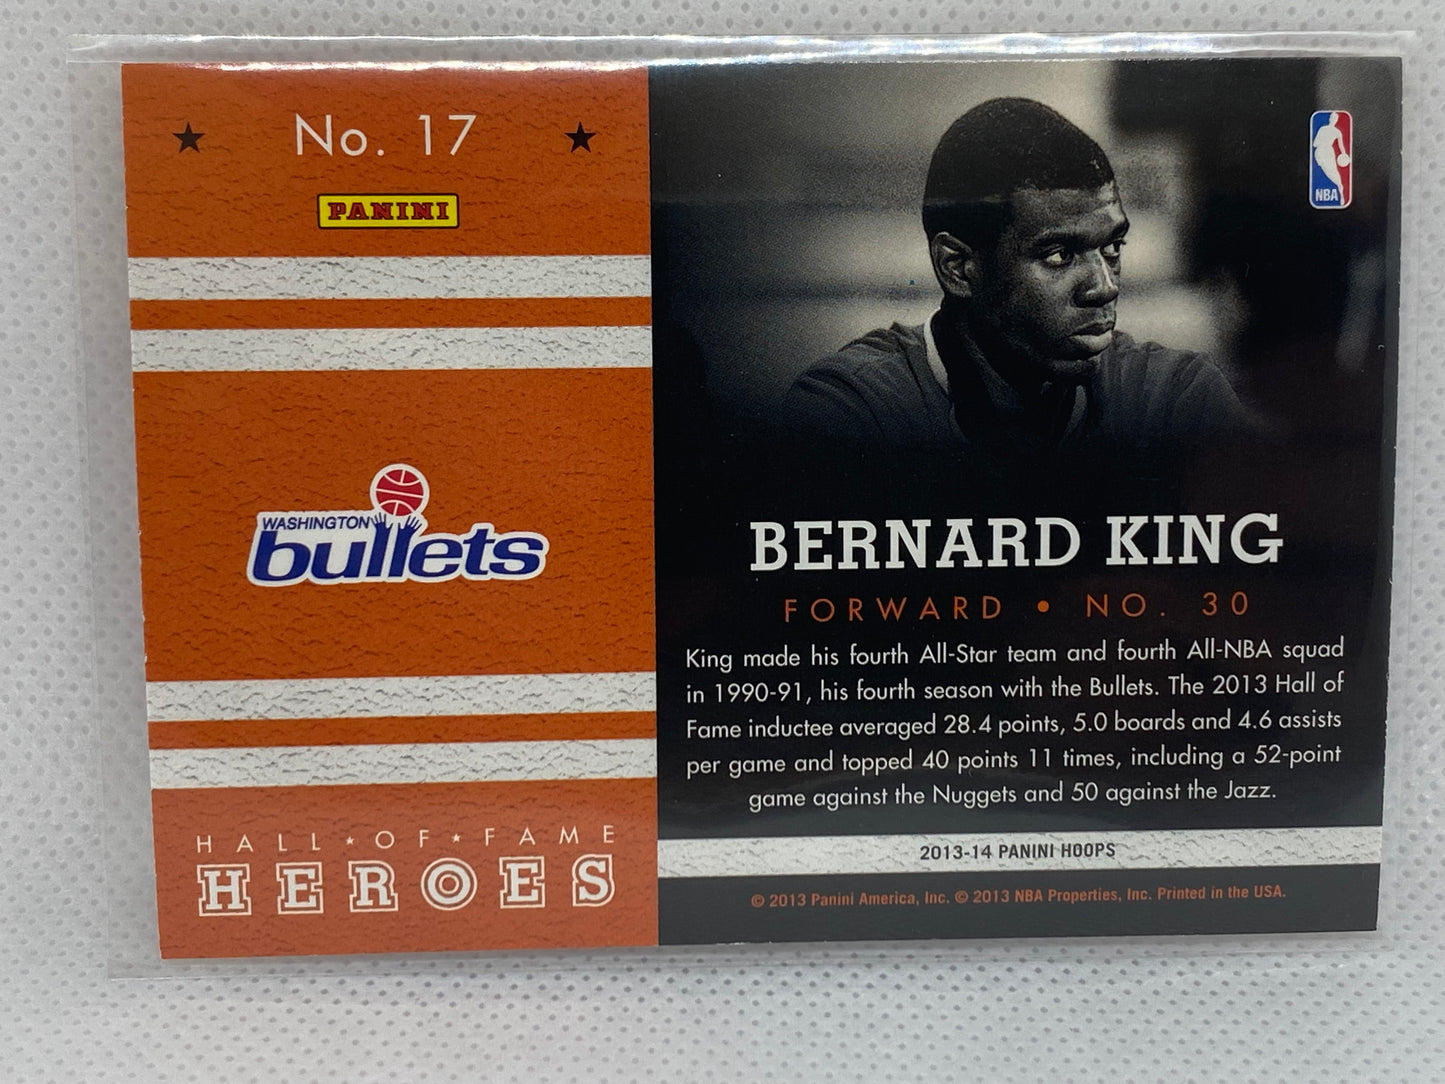 No. 17
PANINI
WASHINGTON
bullets
HALL OF FAME
HEROES
NBA
BERNARD KING
FORWARD • NO. 30
King made his fourth All-Star team and fourth All-NBA squad
in 1990-91, his fourth season with the Bullets. The 2013 Hall of
Fame inductee averaged 28.4 points, 5.0 boards and 4.6 assists
per game and topped 40 points 11 times, including a 52-point
game against the Nuggets and 50 against the Jazz.
2013-14 PANINI HOOPS
© 2013 Panini America, Inc. © 2013 NBA Properties, Inc. Printed in the USA.